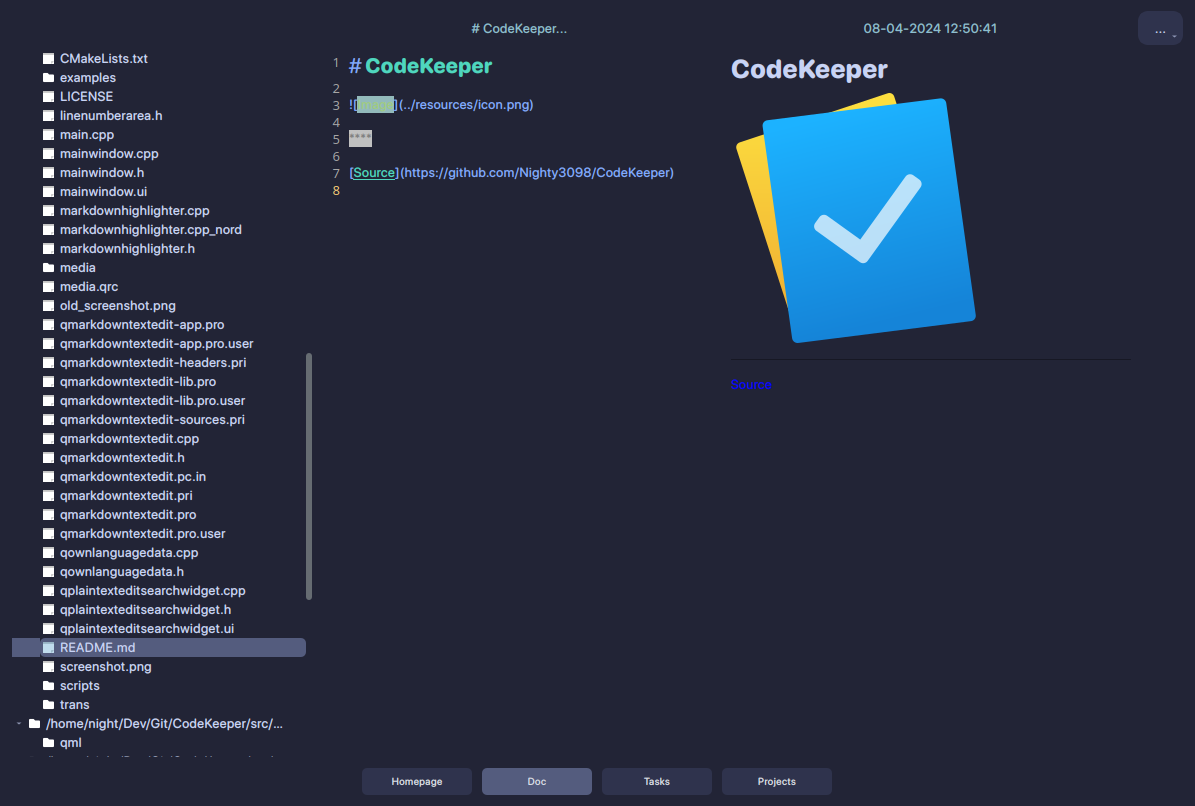 # CodeKeeper...
08-04-2024 12:50:41
...
CMakeLists.txt
examples
LICENSE
linenumberarea.h
main.cpp
mainwindow.cpp
mainwindow.h
mainwindow.ui
markdownhighlighter.cpp
markdownhighlighter.cpp_nord
markdownhighlighter.h
media
media.qrc
old_screenshot.png
qmarkdowntextedit-app.pro
qmarkdowntextedit-app.pro.user
qmarkdowntextedit-headers.pri
qmarkdowntextedit-lib.pro
qmarkdowntextedit-lib.pro.user
qmarkdowntextedit-sources.pri
qmarkdowntextedit.cpp
qmarkdowntextedit.h
qmarkdowntextedit.pc.in
qmarkdowntextedit.pri
qmarkdowntextedit.pro
qmarkdowntextedit.pro.user
qownlanguagedata.cpp
qownlanguagedata.h
qplaintexteditsearchwidget.cpp
qplaintexteditsearchwidget.h
qplaintexteditsearchwidget.ui
README.md
screenshot.png
scripts
trans
/home/night/Dev/Git/CodeKeeper/src/...
qml
1 # CodeKeeper
2
3 ![image](../resources/icon.png)
4
5 ****
6
7 [Source](https://github.com/Nighty3098/CodeKeeper)
8
CodeKeeper
Source
Homepage
Doc
Tasks
Projects